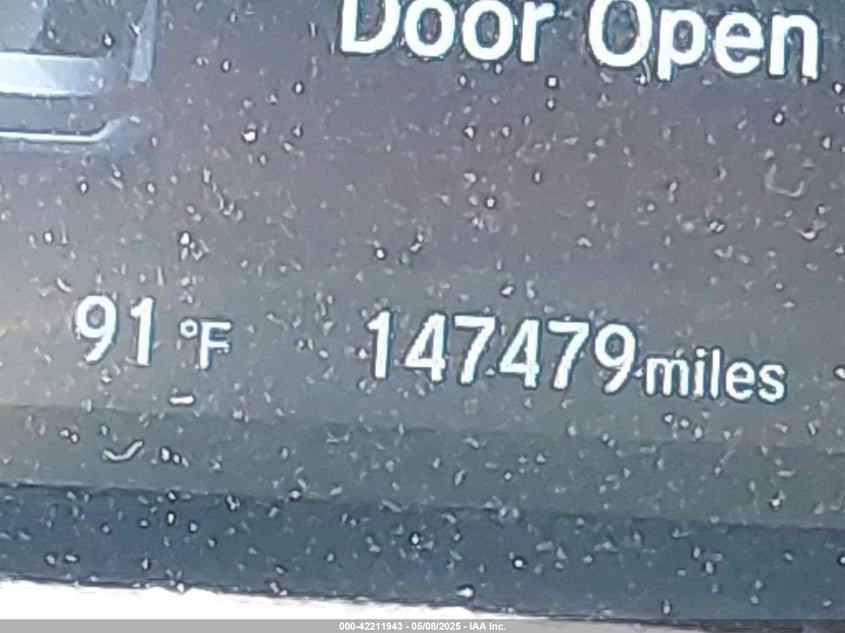 Door Open
91 °F 147479 miles
000-42211943 - 05/08/2025 - IAA Inc.